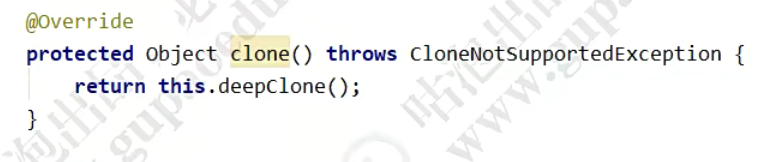 @Override
protected Object clone() throws CloneNotSupportedException {
return this.deepClone();
}